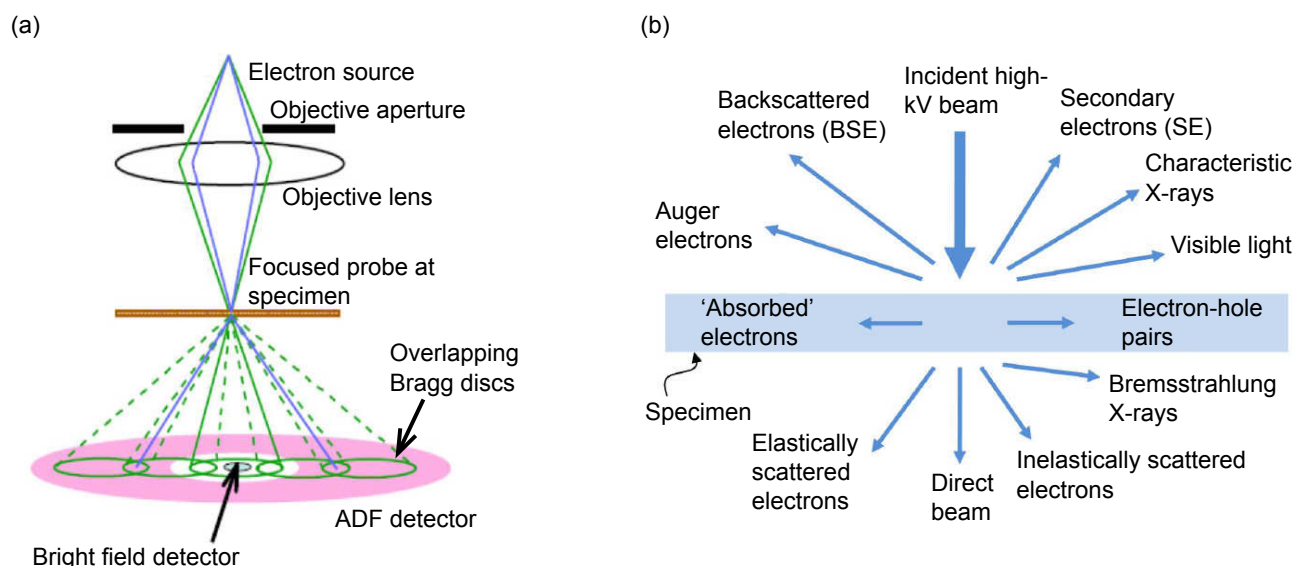 (a)
Electron source
Objective aperture
Objective lens
Focused probe at
specimen
Overlapping
Bragg discs
ADF detector
Bright field detector
(b)
Incident high-
kV beam
Backscattered
electrons (BSE)
Secondary
electrons (SE)
Characteristic
X-rays
Auger
electrons
Visible light
‘Absorbed’
electrons
Electron-hole
pairs
Specimen
Bremsstrahlung
X-rays
Elastically
scattered
electrons
Direct
beam
Inelastically scattered
electrons